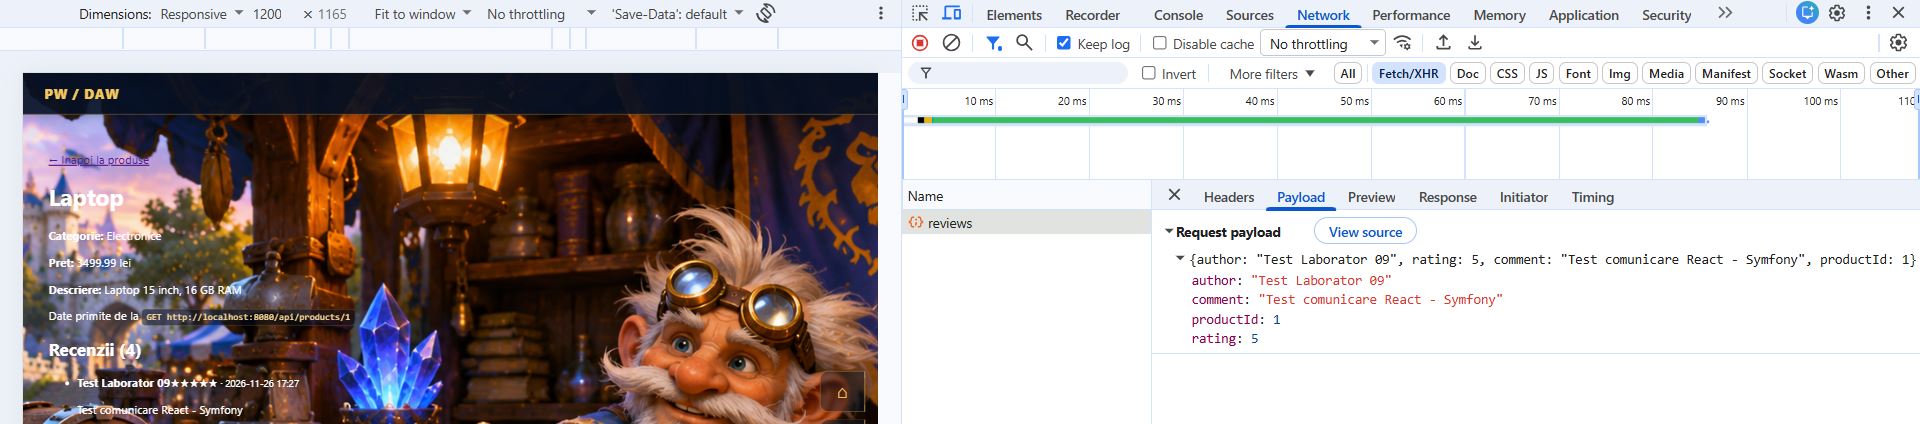 Dimensions: Responsive 1200 × 1165 Fit to window No throttling 'Save-Data': default
Elements Recorder Console Sources Network Performance Memory Application Security
Keep log Disable cache No throttling
Invert More filters All Fetch/XHR Doc CSS JS Font Img Media Manifest Socket Wasm Other
10 ms 20 ms 30 ms 40 ms 50 ms 60 ms 70 ms 80 ms 90 ms 100 ms 110
PW / DAW
← Inapoi la produse
Laptop
Categorie: Electronice
Pret: 3499.99 lei
Descriere: Laptop 15 inch, 16 GB RAM
Date primite de la GET http://localhost:8080/api/products/1
Recenzii (4)
• Test Laborator 09★★★★★ · 2026-11-26 17:27
Test comunicare React - Symfony
Name
reviews
Headers Payload Preview Response Initiator Timing
Request payload View source
{author: "Test Laborator 09", rating: 5, comment: "Test comunicare React - Symfony", productId: 1}
author: "Test Laborator 09"
comment: "Test comunicare React - Symfony"
productId: 1
rating: 5